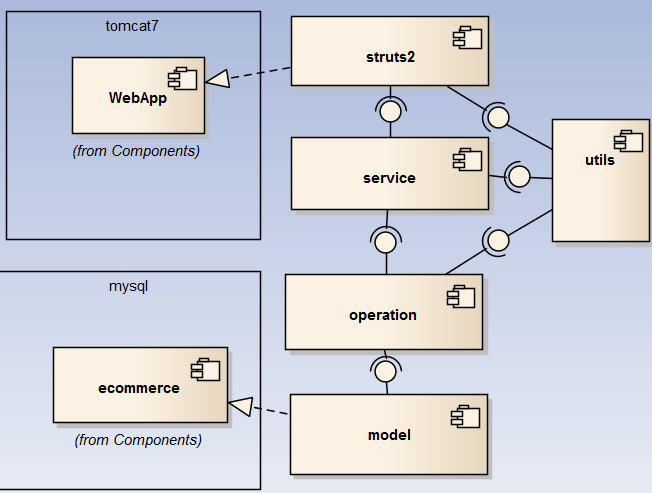 tomcat7
WebApp
(from Components)
struts2
service
utils
operation
model
mysql
ecommerce
(from Components)